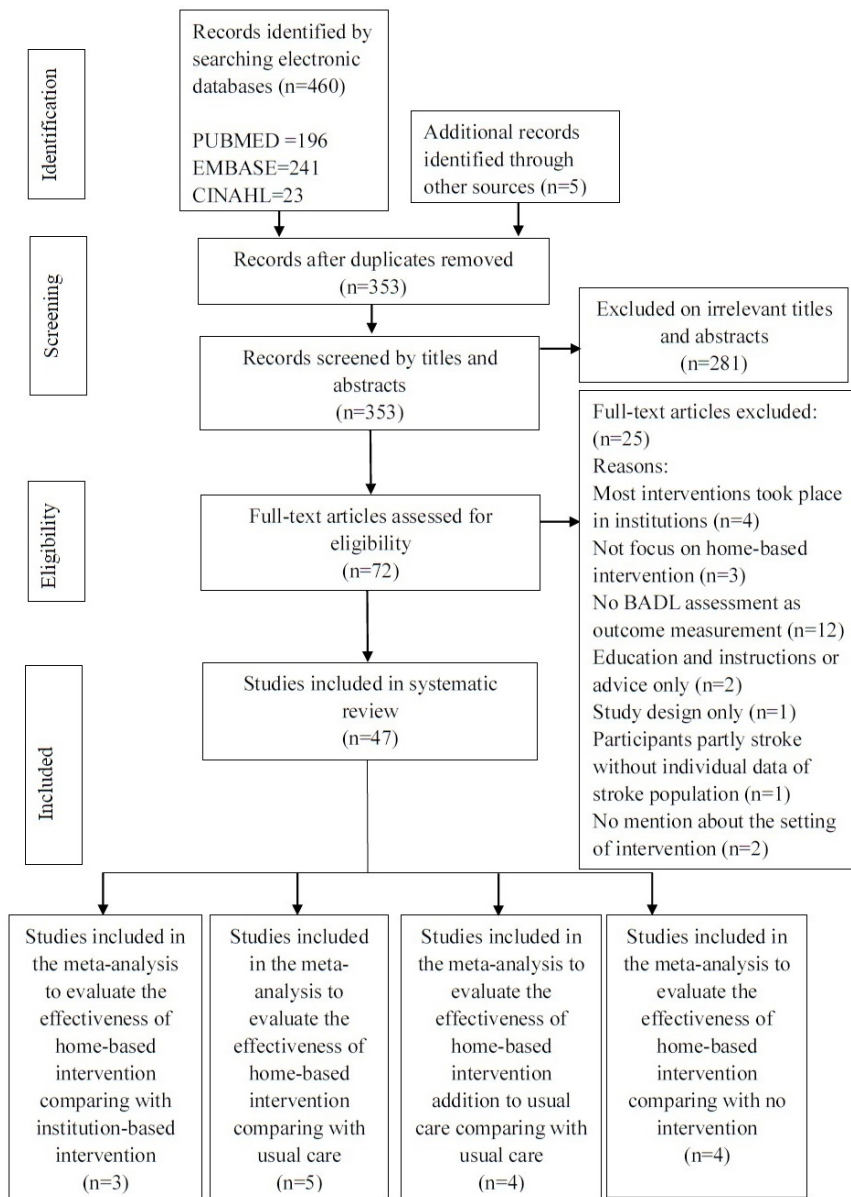 Identification
Records identified by
searching electronic
databases (n=460)
PUBMED =196
EMBASE=241
CINAHL=23
Additional records
identified through
other sources (n=5)
Screening
Records after duplicates removed
(n=353)
Records screened by titles and
abstracts
(n=353)
Excluded on irrelevant titles
and abstracts
(n=281)
Eligibility
Full-text articles assessed for
eligibility
(n=72)
Full-text articles excluded:
(n=25)
Reasons:
Most interventions took place
in institutions (n=4)
Not focus on home-based
intervention (n=3)
No BADL assessment as
outcome measurement (n=12)
Education and instructions or
advice only (n=2)
Study design only (n=1)
Participants partly stroke
without individual data of
stroke population (n=1)
No mention about the setting
of intervention (n=2)
Included
Studies included in systematic
review
(n=47)
Studies included in
the meta-analysis
to evaluate the
effectiveness of
home-based
intervention
comparing with
institution-based
intervention
(n=3)
Studies included
in the meta-
analysis to
evaluate the
effectiveness of
home-based
intervention
comparing with
usual care
(n=5)
Studies included in
the meta-analysis to
evaluate the
effectiveness of
home-based
intervention
addition to usual
care comparing with
usual care
(n=4)
Studies included in
the meta-analysis to
evaluate the
effectiveness of
home-based
intervention
comparing with no
intervention
(n=4)